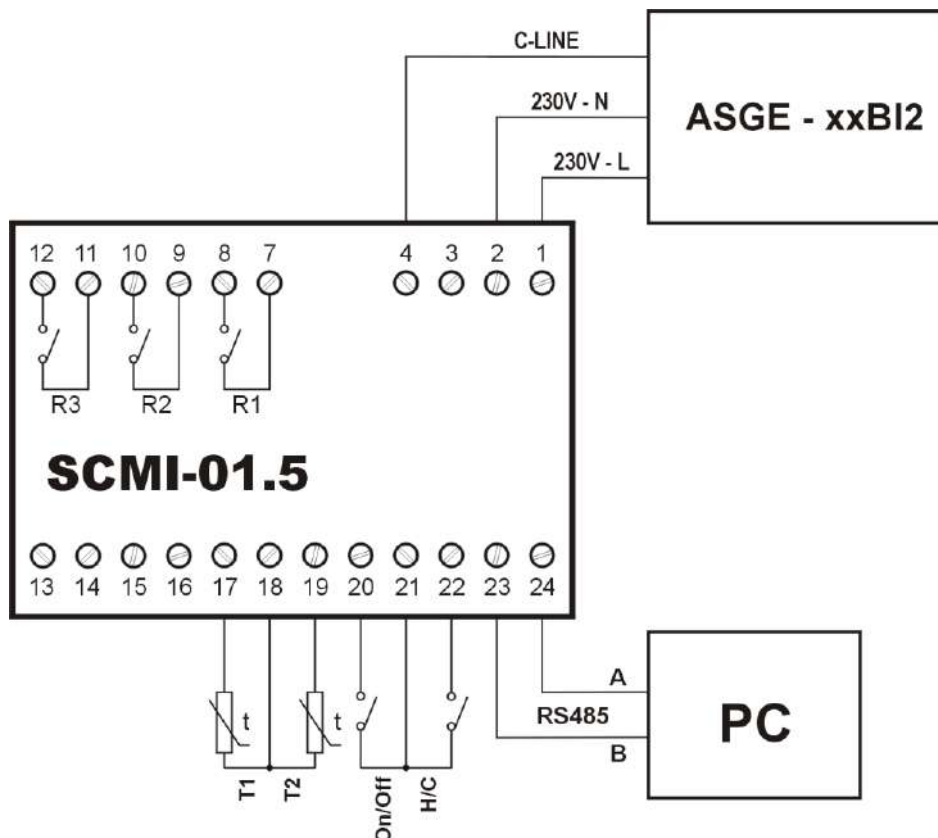 C-LINE
230V - N
230V - L
ASGE - xxBI2
12 11 10 9 8 7 4 3 2 1
R3 R2 R1
SCMI-01.5
13 14 15 16 17 18 19 20 21 22 23 24
t t
T1 T2 On/Off H/C
A
RS485
B
PC